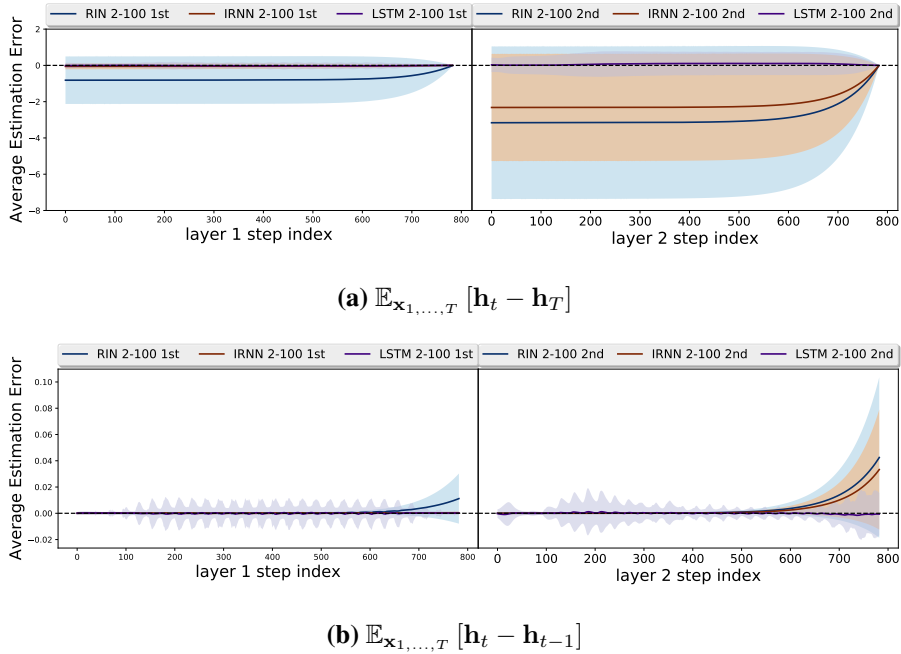 RIN 2-100 1st IRNN 2-100 1st LSTM 2-100 1st RIN 2-100 2nd IRNN 2-100 2nd LSTM 2-100 2nd
Average Estimation Error
2
0
−2
−4
−6
−8
0 100 200 300 400 500 600 700 800
layer 1 step index
0 100 200 300 400 500 600 700 800
layer 2 step index
(a) 𝔼x₁,...,T [hₜ − h_T]
RIN 2-100 1st IRNN 2-100 1st LSTM 2-100 1st RIN 2-100 2nd IRNN 2-100 2nd LSTM 2-100 2nd
Average Estimation Error
0.10
0.08
0.06
0.04
0.02
0.00
−0.02
0 100 200 300 400 500 600 700 800
layer 1 step index
0 100 200 300 400 500 600 700 800
layer 2 step index
(b) 𝔼x₁,...,T [hₜ − hₜ₋₁]